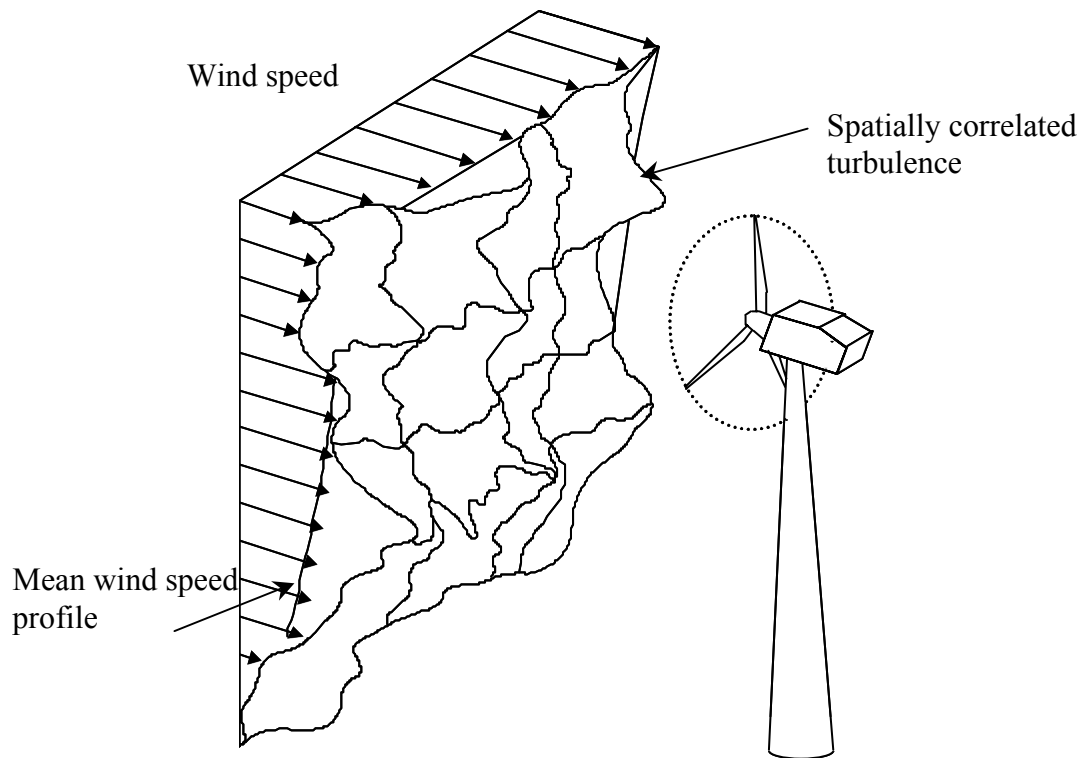 Wind speed
Spatially correlated
turbulence
Mean wind speed
profile